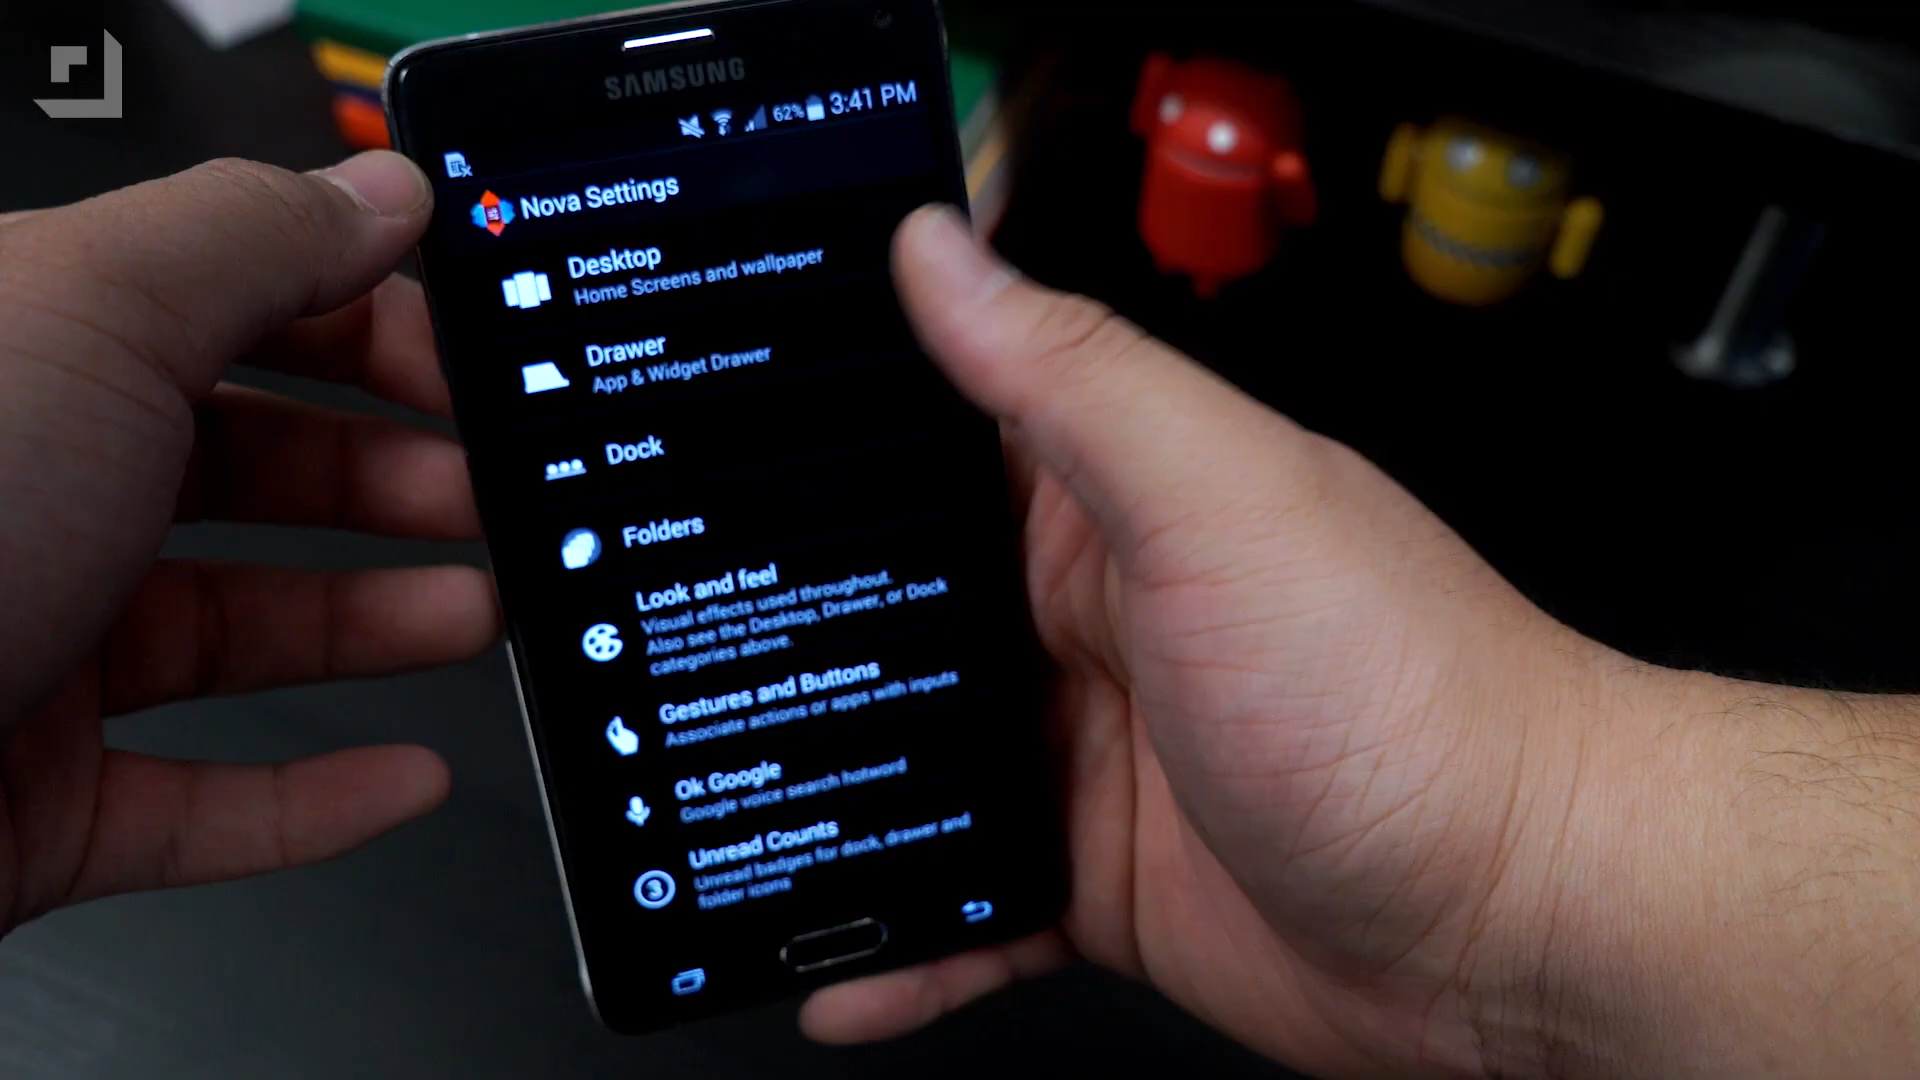 SAMSUNG
62% 3:41 PM
Nova Settings
Desktop
Home Screens and wallpaper
Drawer
App & Widget Drawer
Dock
Folders
Look and feel
Visual effects used throughout.
Also see the Desktop, Drawer, or Dock
categories above.
Gestures and Buttons
Associate actions or apps with inputs
Ok Google
Google voice search hotword
Unread Counts
3
Unread badges for dock, drawer and
folder icons